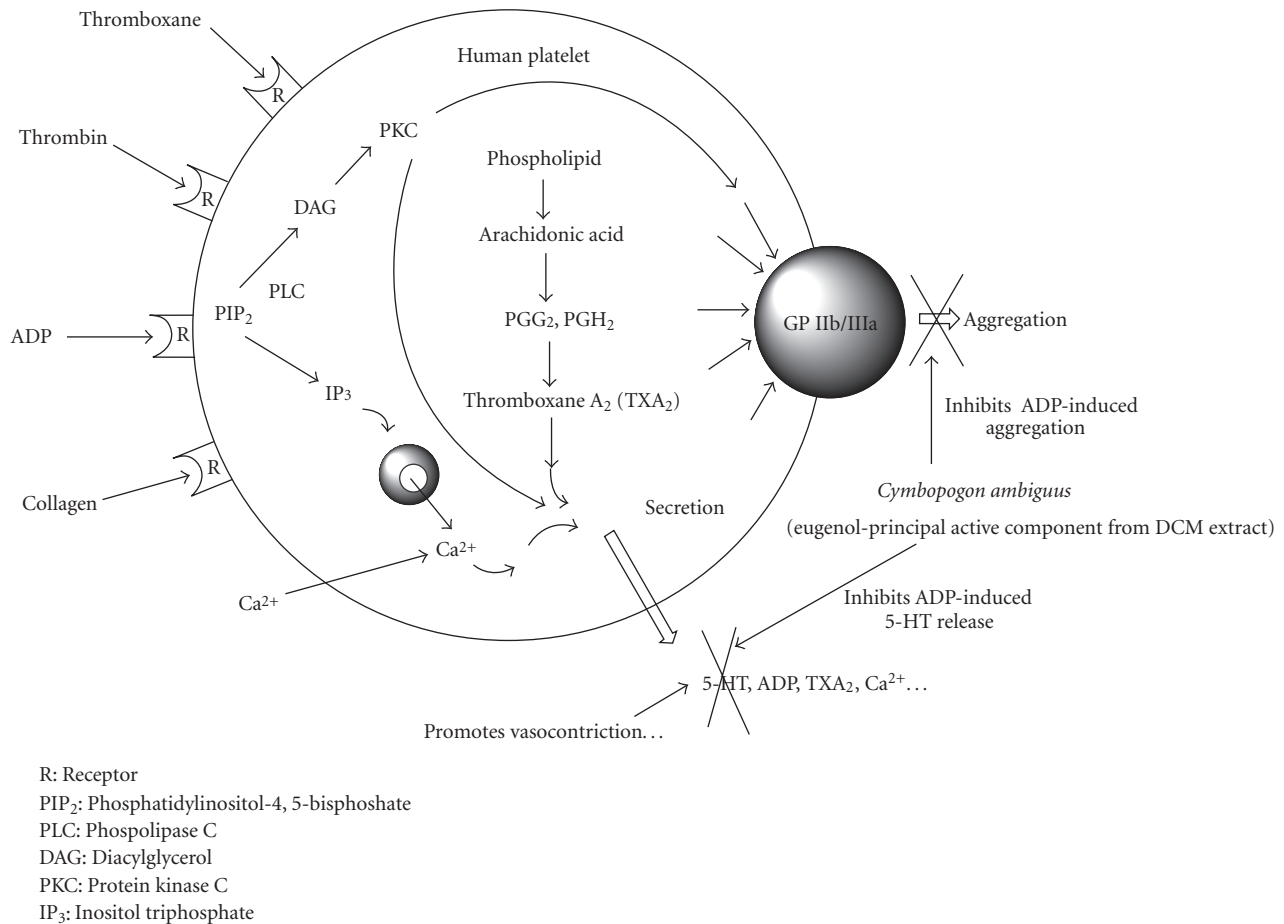 Thromboxane
Human platelet
R
PKC
Thrombin
Phospholipid
R
DAG
Arachidonic acid
PLC
PIP₂
PGG₂, PGH₂
GP IIb/IIIa
Aggregation
ADP
R
IP₃
Thromboxane A₂ (TXA₂)
Inhibits ADP-induced
aggregation
R
Collagen
Cymbopogon ambiguus
Secretion
(eugenol-principal active component from DCM extract)
Ca²⁺
Ca²⁺
Inhibits ADP-induced
5-HT release
5-HT, ADP, TXA₂, Ca²⁺...
Promotes vasocontriction...
R: Receptor
PIP₂: Phosphatidylinositol-4, 5-bisphoshate
PLC: Phospolipase C
DAG: Diacylglycerol
PKC: Protein kinase C
IP₃: Inositol triphosphate